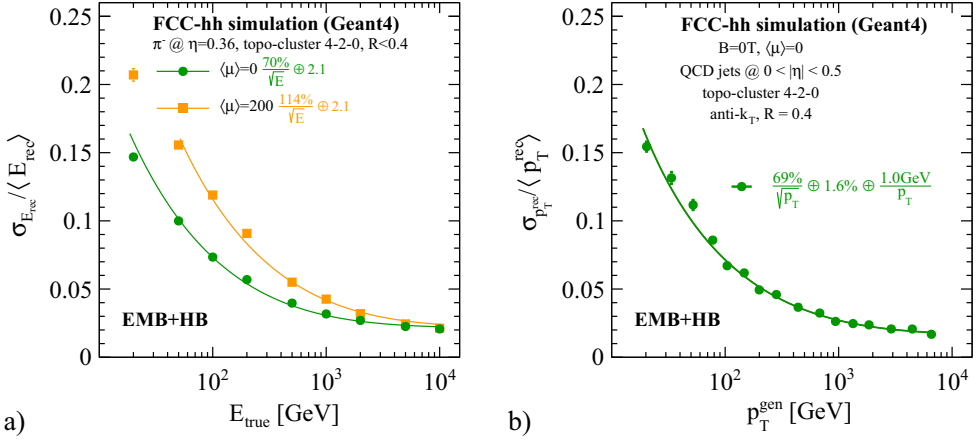 FCC-hh simulation (Geant4)
π⁻ @ η=0.36, topo-cluster 4-2-0, R<0.4
⟨μ⟩=0 70%/√E ⊕ 2.1
⟨μ⟩=200 114%/√E ⊕ 2.1
σ_E_rec/⟨E_rec⟩
0.25
0.2
0.15
0.1
0.05
0
EMB+HB
10² 10³ 10⁴
E_true [GeV]
a)
FCC-hh simulation (Geant4)
B=0T, ⟨μ⟩=0
QCD jets @ 0 < |η| < 0.5
topo-cluster 4-2-0
anti-k_T, R = 0.4
69%/√p_T ⊕ 1.6% ⊕ 1.0GeV/p_T
σ_p_T^rec/⟨p_T^rec⟩
0.25
0.2
0.15
0.1
0.05
0
EMB+HB
10² 10³ 10⁴
p_T^gen [GeV]
b)